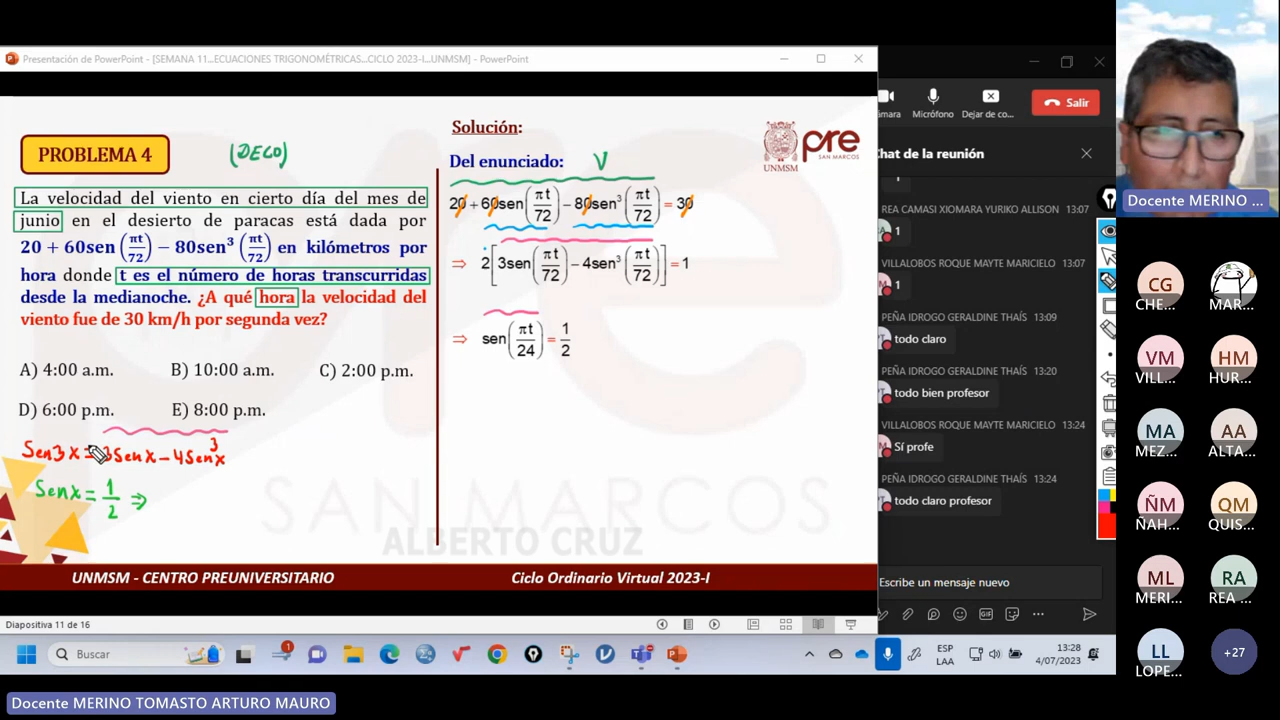 Presentación de PowerPoint - [SEMANA 11...ECUACIONES TRIGONOMÉTRICAS...CICLO 2023-I...UNMSM] - PowerPoint
PROBLEMA 4
(DECO)
La velocidad del viento en cierto día del mes de
junio en el desierto de paracas está dada por
20 + 60sen(πt/72) − 80sen³(πt/72) en kilómetros por
hora donde t es el número de horas transcurridas
desde la medianoche. ¿A qué hora la velocidad del
viento fue de 30 km/h por segunda vez?
A) 4:00 a.m. B) 10:00 a.m. C) 2:00 p.m.
D) 6:00 p.m. E) 8:00 p.m.
Sen3x = 3Senx − 4Sen³x
Senx = 1/2 ⇒
Solución:
Del enunciado: V
20 + 60sen(πt/72) − 80sen³(πt/72) = 30
⇒ 2[3sen(πt/72) − 4sen³(πt/72)] = 1
⇒ sen(πt/24) = 1/2
UNMSM
pre
SAN MARCOS
pre
SAN MARCOS
ALBERTO CRUZ
UNMSM - CENTRO PREUNIVERSITARIO Ciclo Ordinario Virtual 2023-I
Diapositiva 11 de 16
Buscar
1
ESP
LAA
13:28
4/07/2023
Docente MERINO TOMASTO ARTURO MAURO
ámara Micrófono Dejar de co... Salir
Chat de la reunión
1
REA CAMASI XIOMARA YURIKO ALLISON 13:07
1
VILLALOBOS ROQUE MAYTE MARICIELO 13:07
1
PEÑA IDROGO GERALDINE THAÍS 13:09
todo claro
PEÑA IDROGO GERALDINE THAÍS 13:20
todo bien profesor
VILLALOBOS ROQUE MAYTE MARICIELO 13:24
Sí profe
PEÑA IDROGO GERALDINE THAÍS 13:24
todo claro profesor
Escribe un mensaje nuevo
Docente MERINO ...
CG
CHE...
MAR...
VM
VILL...
HM
HUR...
MA
MEZ...
AA
ALTA...
ÑM
ÑAH...
QM
QUIS...
ML
MERI...
RA
REA ...
LL
LOPE...
+27